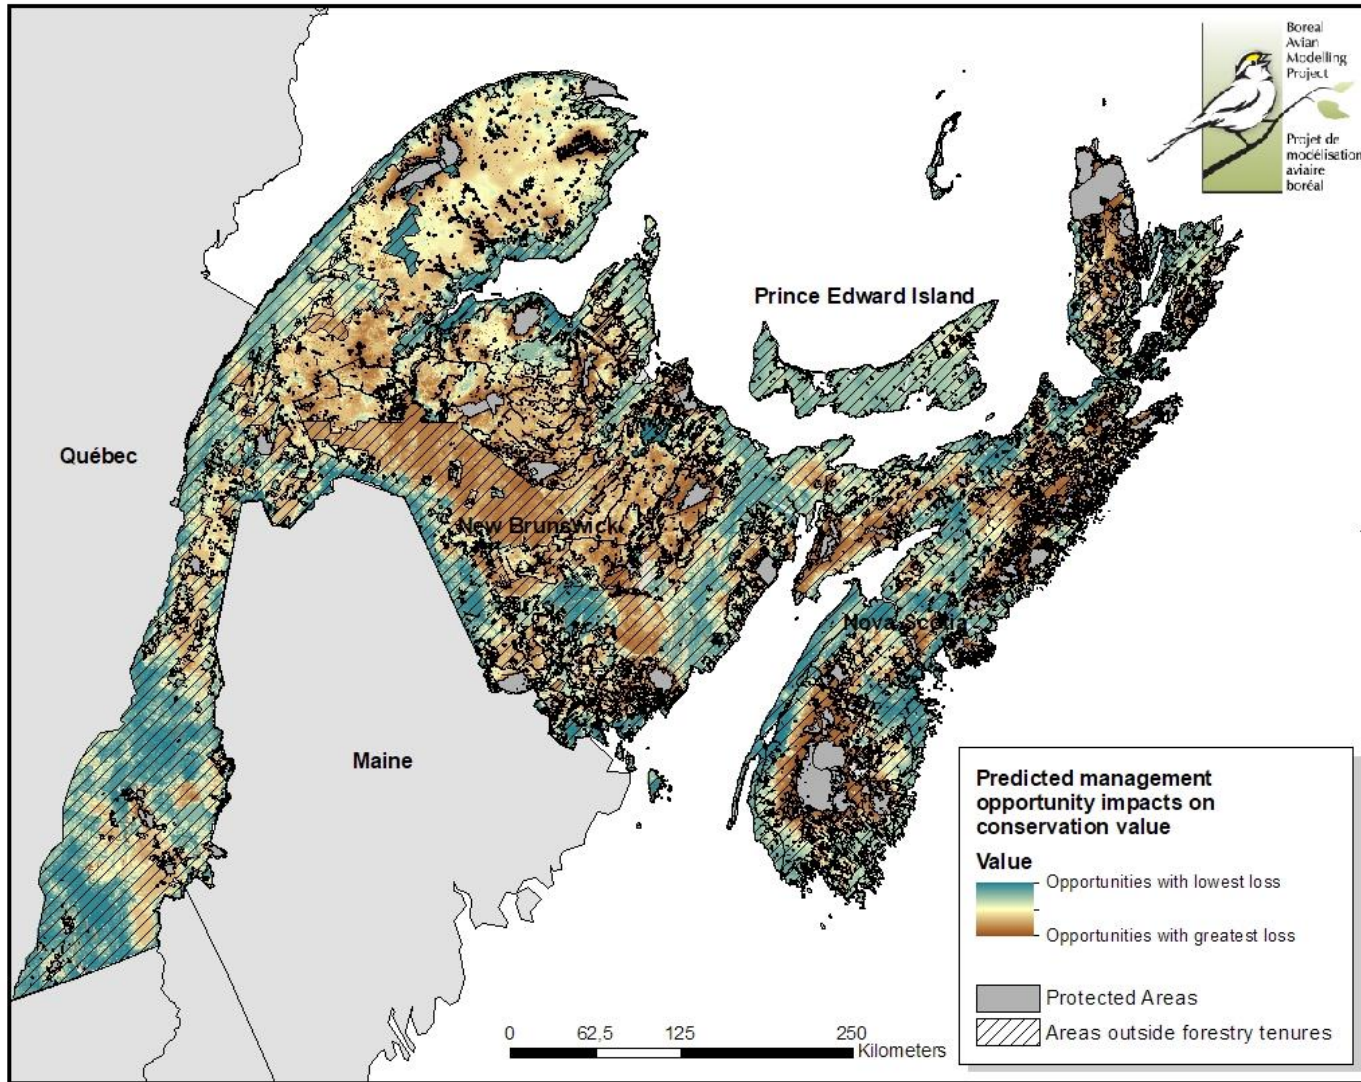 Boreal
Avian
Modelling
Project
Projet de
modélisation
aviaire
boréal
Prince Edward Island
Québec
New Brunswick
Nova Scotia
Maine
Predicted management
opportunity impacts on
conservation value
Value
Opportunities with lowest loss
Opportunities with greatest loss
Protected Areas
Areas outside forestry tenures
0 62,5 125 250
Kilometers